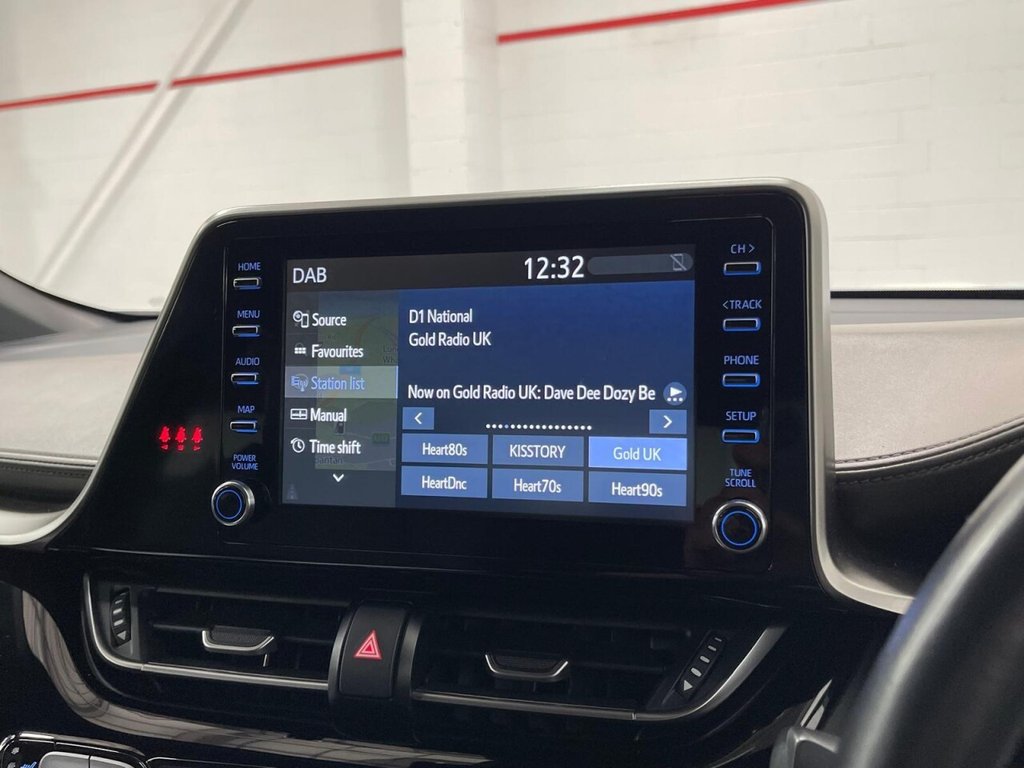 DAB
12:32
HOME
MENU
AUDIO
MAP
POWER
VOLUME
Source
Favourites
Station list
Manual
Time shift
D1 National
Gold Radio UK
Now on Gold Radio UK: Dave Dee Dozy Be
Heart80s
KISSTORY
Gold UK
HeartDnc
Heart70s
Heart90s
CH >
< TRACK
PHONE
SETUP
TUNE
SCROLL